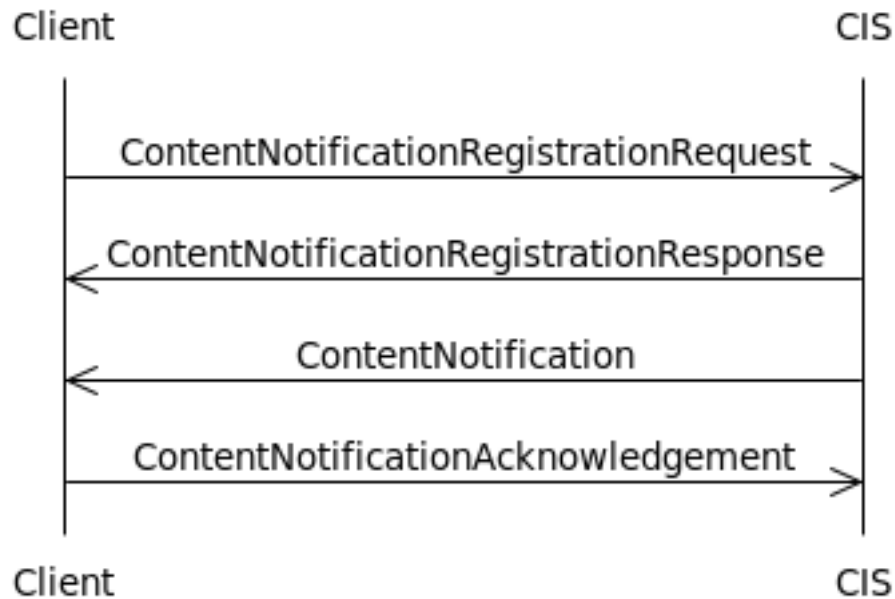 Client CIS
ContentNotificationRegistrationRequest
ContentNotificationRegistrationResponse
ContentNotification
ContentNotificationAcknowledgement
Client CIS